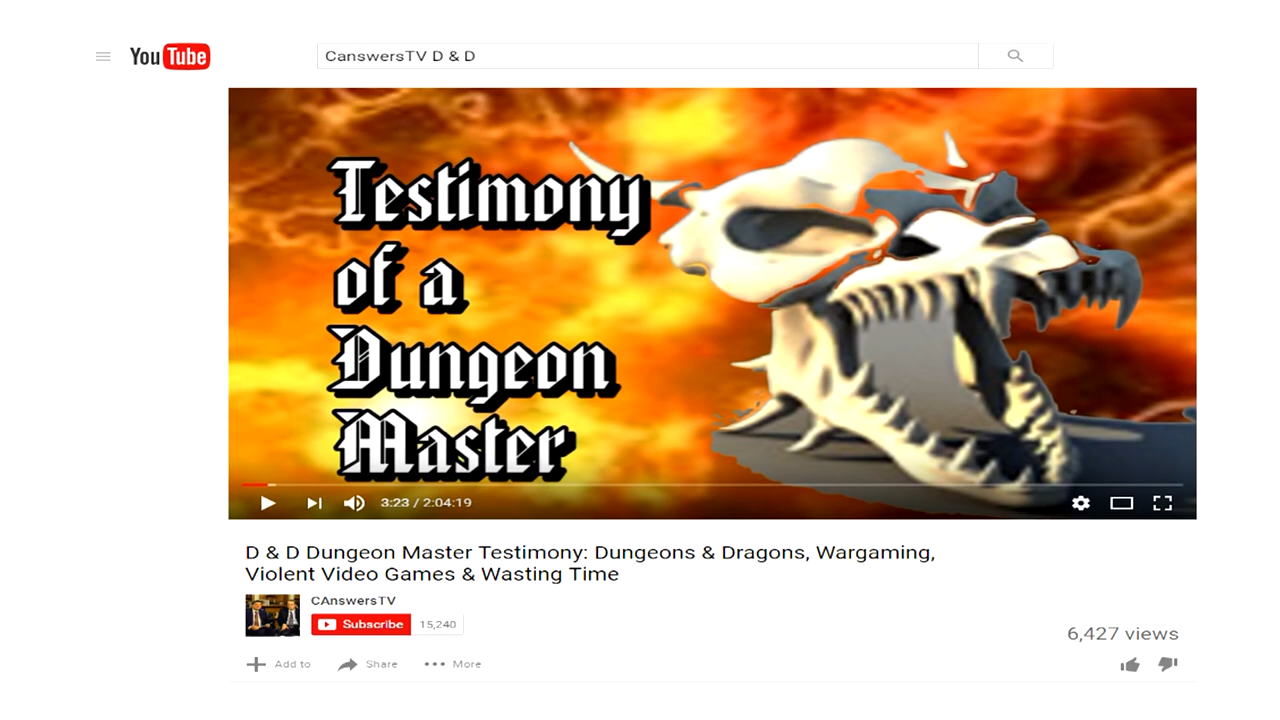 YouTube
CanswersTV D & D
Testimony
of a
Dungeon
Master
3:23 / 2:04:19
D & D Dungeon Master Testimony: Dungeons & Dragons, Wargaming,
Violent Video Games & Wasting Time
CAnswersTV
Subscribe 15,240
6,427 views
Add to Share More